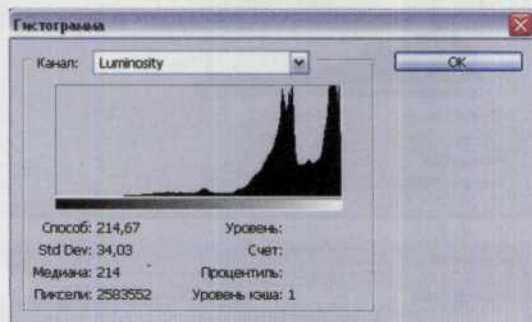 Гистограмма
Канал: Luminosity OK
Способ: 214,67 Уровень:
Std Dev: 34,03 Счет:
Медиана: 214 Процентиль:
Пиксели: 2583552 Уровень кэша: 1